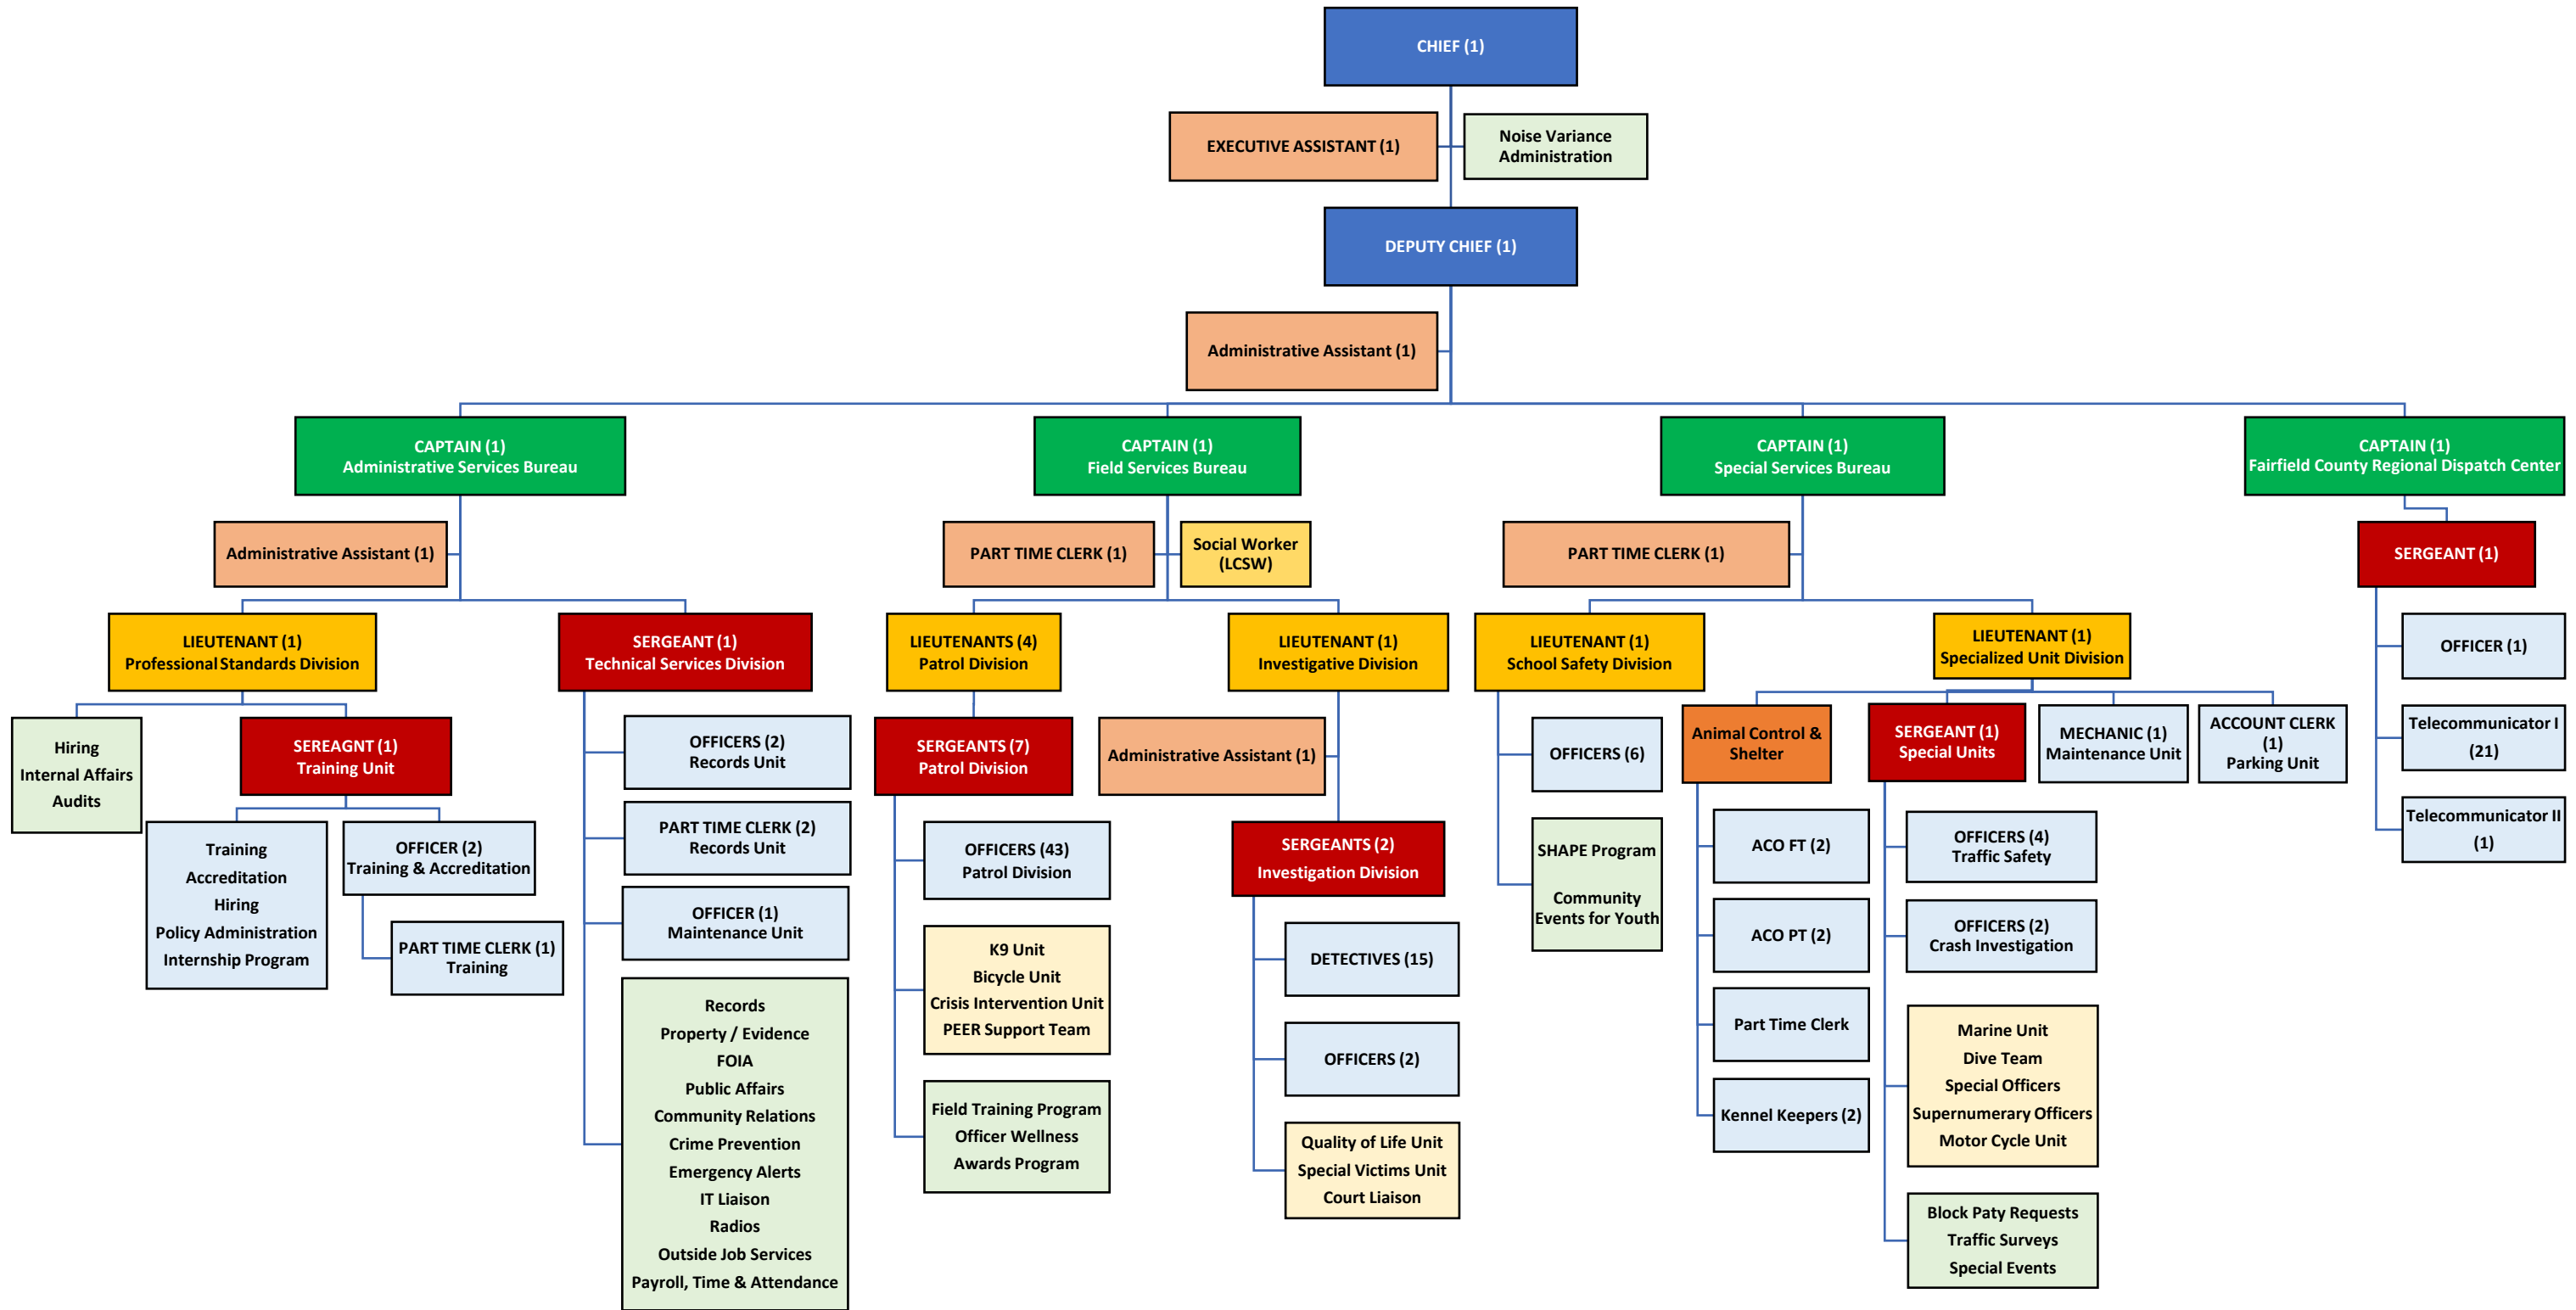 CHIEF (1)
EXECUTIVE ASSISTANT (1)
Noise Variance
Administration
DEPUTY CHIEF (1)
Administrative Assistant (1)
CAPTAIN (1)
Administrative Services Bureau
CAPTAIN (1)
Field Services Bureau
CAPTAIN (1)
Special Services Bureau
CAPTAIN (1)
Fairfield County Regional Dispatch Center
Administrative Assistant (1)
PART TIME CLERK (1)
Social Worker
(LCSW)
PART TIME CLERK (1)
SERGEANT (1)
LIEUTENANT (1)
Professional Standards Division
SERGEANT (1)
Technical Services Division
LIEUTENANTS (4)
Patrol Division
LIEUTENANT (1)
Investigative Division
LIEUTENANT (1)
School Safety Division
LIEUTENANT (1)
Specialized Unit Division
OFFICER (1)
Telecommunicator I
(21)
Telecommunicator II
(1)
Hiring
Internal Affairs
Audits
SEREAGNT (1)
Training Unit
Training
Accreditation
Hiring
Policy Administration
Internship Program
OFFICER (2)
Training & Accreditation
PART TIME CLERK (1)
Training
OFFICERS (2)
Records Unit
PART TIME CLERK (2)
Records Unit
OFFICER (1)
Maintenance Unit
Records
Property / Evidence
FOIA
Public Affairs
Community Relations
Crime Prevention
Emergency Alerts
IT Liaison
Radios
Outside Job Services
Payroll, Time & Attendance
SERGEANTS (7)
Patrol Division
OFFICERS (43)
Patrol Division
K9 Unit
Bicycle Unit
Crisis Intervention Unit
PEER Support Team
Field Training Program
Officer Wellness
Awards Program
Administrative Assistant (1)
SERGEANTS (2)
Investigation Division
DETECTIVES (15)
OFFICERS (2)
Quality of Life Unit
Special Victims Unit
Court Liaison
OFFICERS (6)
SHAPE Program
Community
Events for Youth
Animal Control &
Shelter
ACO FT (2)
ACO PT (2)
Part Time Clerk
Kennel Keepers (2)
SERGEANT (1)
Special Units
OFFICERS (4)
Traffic Safety
OFFICERS (2)
Crash Investigation
Marine Unit
Dive Team
Special Officers
Supernumerary Officers
Motor Cycle Unit
Block Paty Requests
Traffic Surveys
Special Events
MECHANIC (1)
Maintenance Unit
ACCOUNT CLERK
(1)
Parking Unit